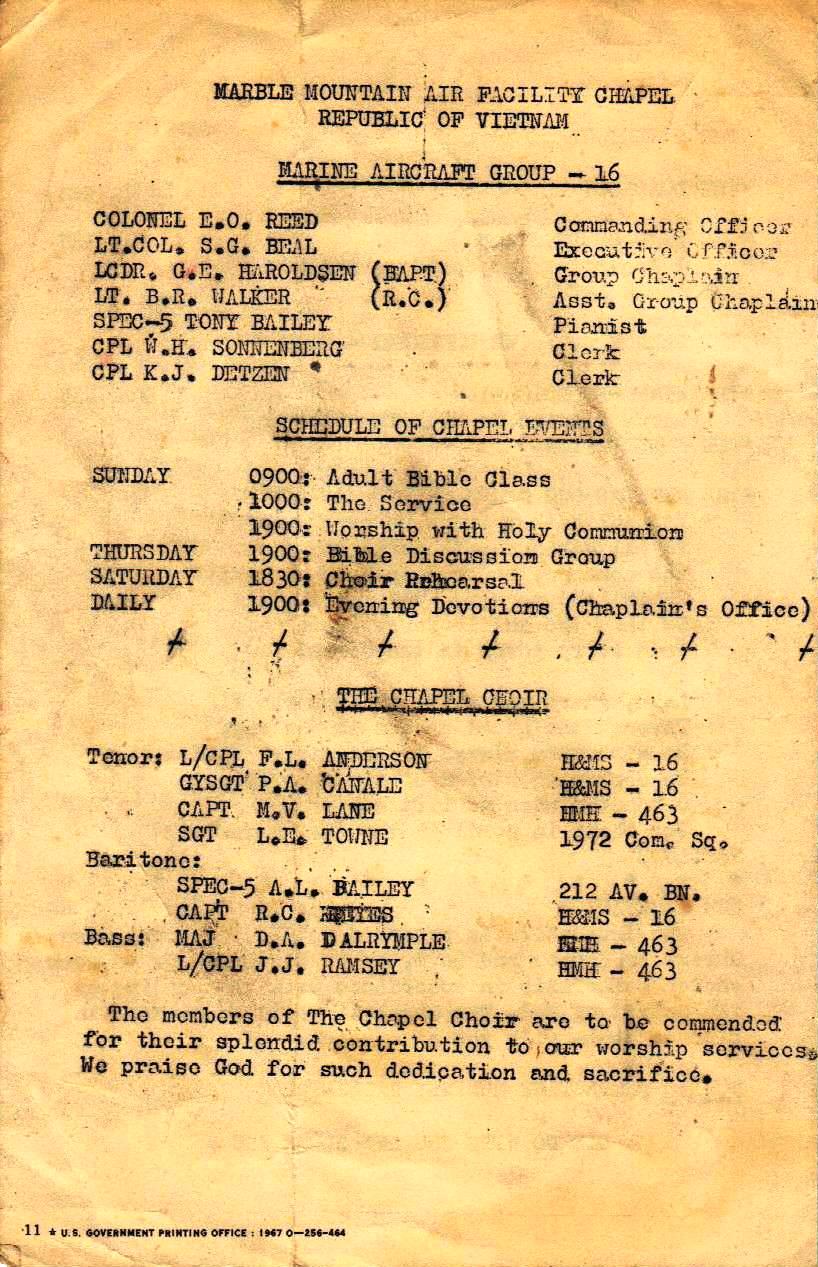 MARBLE MOUNTAIN AIR FACILITY CHAPEL
REPUBLIC OF VIETNAM
MARINE AIRCRAFT GROUP - 16
COLONEL E.O. REED Commanding Officer
LT.COL. S.G. BEAL Executive Officer
LCDR. G.E. HAROLDSEN (BAPT) Group Chaplain
LT. B.R. WALKER (R.C.) Asst. Group Chaplain
SPEC-5 TONY BAILEY Pianist
CPL W.H. SONNENBERG Clerk
CPL K.J. DETZEN Clerk
SCHEDULE OF CHAPEL EVENTS
SUNDAY 0900: Adult Bible Class
1000: The Service
1900: Worship with Holy Communion
THURSDAY 1900: Bible Discussion Group
SATURDAY 1830: Choir Rehearsal
DAILY 1900: Evening Devotions (Chaplain's Office)
/ / / / / / /
THE CHAPEL CHOIR
Tenor: L/CPL F.L. ANDERSON H&MS - 16
GYSGT P.A. CANALE H&MS - 16
CAPT. M.V. LANE HMH - 463
SGT L.E. TOWNE 1972 Com. Sq.
Baritone:
SPEC-5 A.L. BAILEY 212 AV. BN.
CAPT R.C. H&MS - 16
Bass: MAJ D.A. DALRYMPLE HMH - 463
L/CPL J.J. RAMSEY HMH - 463
The members of The Chapel Choir are to be commended
for their splendid contribution to our worship services.
We praise God for such dedication and sacrifice.
11 ☆ U.S. GOVERNMENT PRINTING OFFICE : 1967 O—256-464